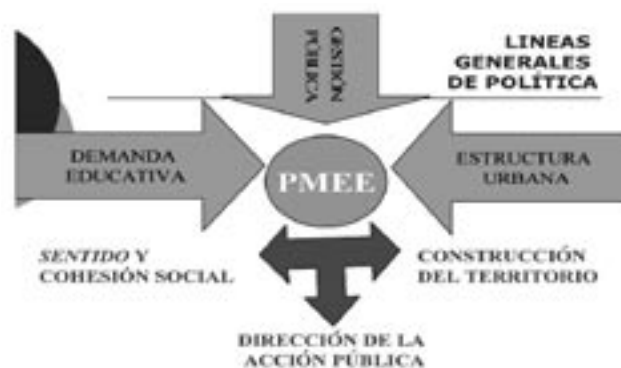 LINEAS
GENERALES
DE POLÍTICA
GESTIÓN
PÚBLICA
DEMANDA
EDUCATIVA
PMEE
ESTRUCTURA
URBANA
SENTIDO Y
COHESIÓN SOCIAL
CONSTRUCCIÓN
DEL TERRITORIO
DIRECCIÓN DE LA
ACCIÓN PÚBLICA